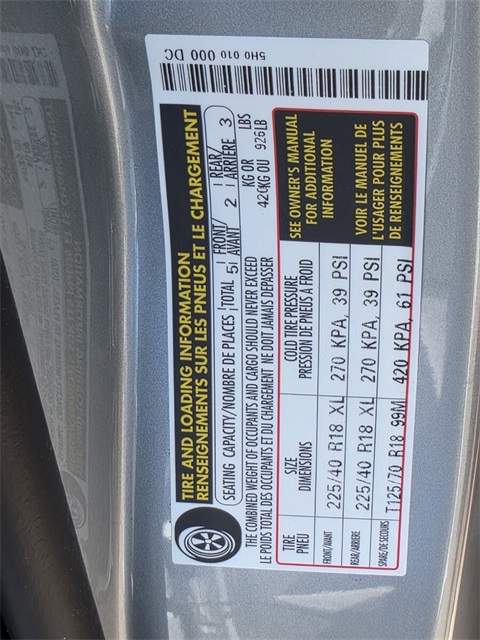 5H0 010 000 DC
TIRE AND LOADING INFORMATION
RENSEIGNEMENTS SUR LES PNEUS ET LE CHARGEMENT
SEATING CAPACITY/NOMBRE DE PLACES TOTAL 5 FRONT/AVANT 2 REAR/ARRIÈRE 3
THE COMBINED WEIGHT OF OCCUPANTS AND CARGO SHOULD NEVER EXCEED KG OR LBS
LE POIDS TOTAL DES OCCUPANTS ET DU CHARGEMENT NE DOIT JAMAIS DEPASSER 420KG OU 926LB
TIRE PNEU
SIZE DIMENSIONS
COLD TIRE PRESSURE PRESSION DE PNEUS À FROID
SEE OWNER'S MANUAL FOR ADDITIONAL INFORMATION
FRONT/AVANT 225/40 R18 XL 270 KPA, 39 PSI
REAR/ARRIERE 225/40 R18 XL 270 KPA, 39 PSI
SPARE/DE SECOURS T125/70 R18 99M 420 KPA, 61 PSI
VOIR LE MANUEL DE L'USAGER POUR PLUS DE RENSEIGNEMENTS